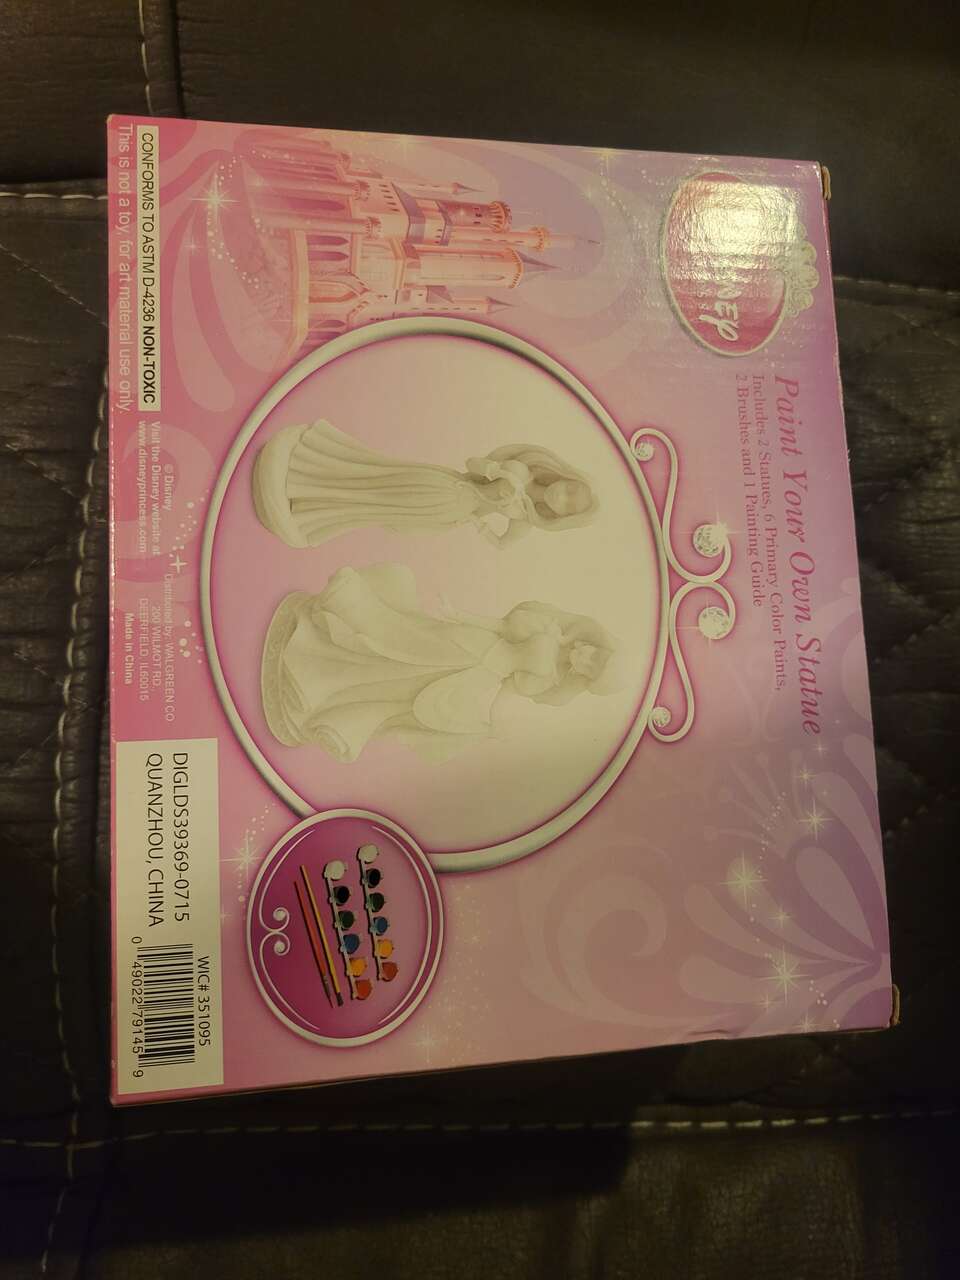 Paint Your Own Statue
Includes 2 Statues, 6 Primary Color Paints,
2 Brushes and 1 Painting Guide
CONFORMS TO ASTM D-4236 NON-TOXIC
This is not a toy, for art material use only.
© Disney
Visit the Disney website at
www.disneyprincess.com
Distributed by: WALGREEN CO
200 WILMOT RD.
DEERFIELD, IL60015
Made in China
DIGLDS39369-0715
QUANZHOU, CHINA
WIC# 351095
0 49022 79145 9